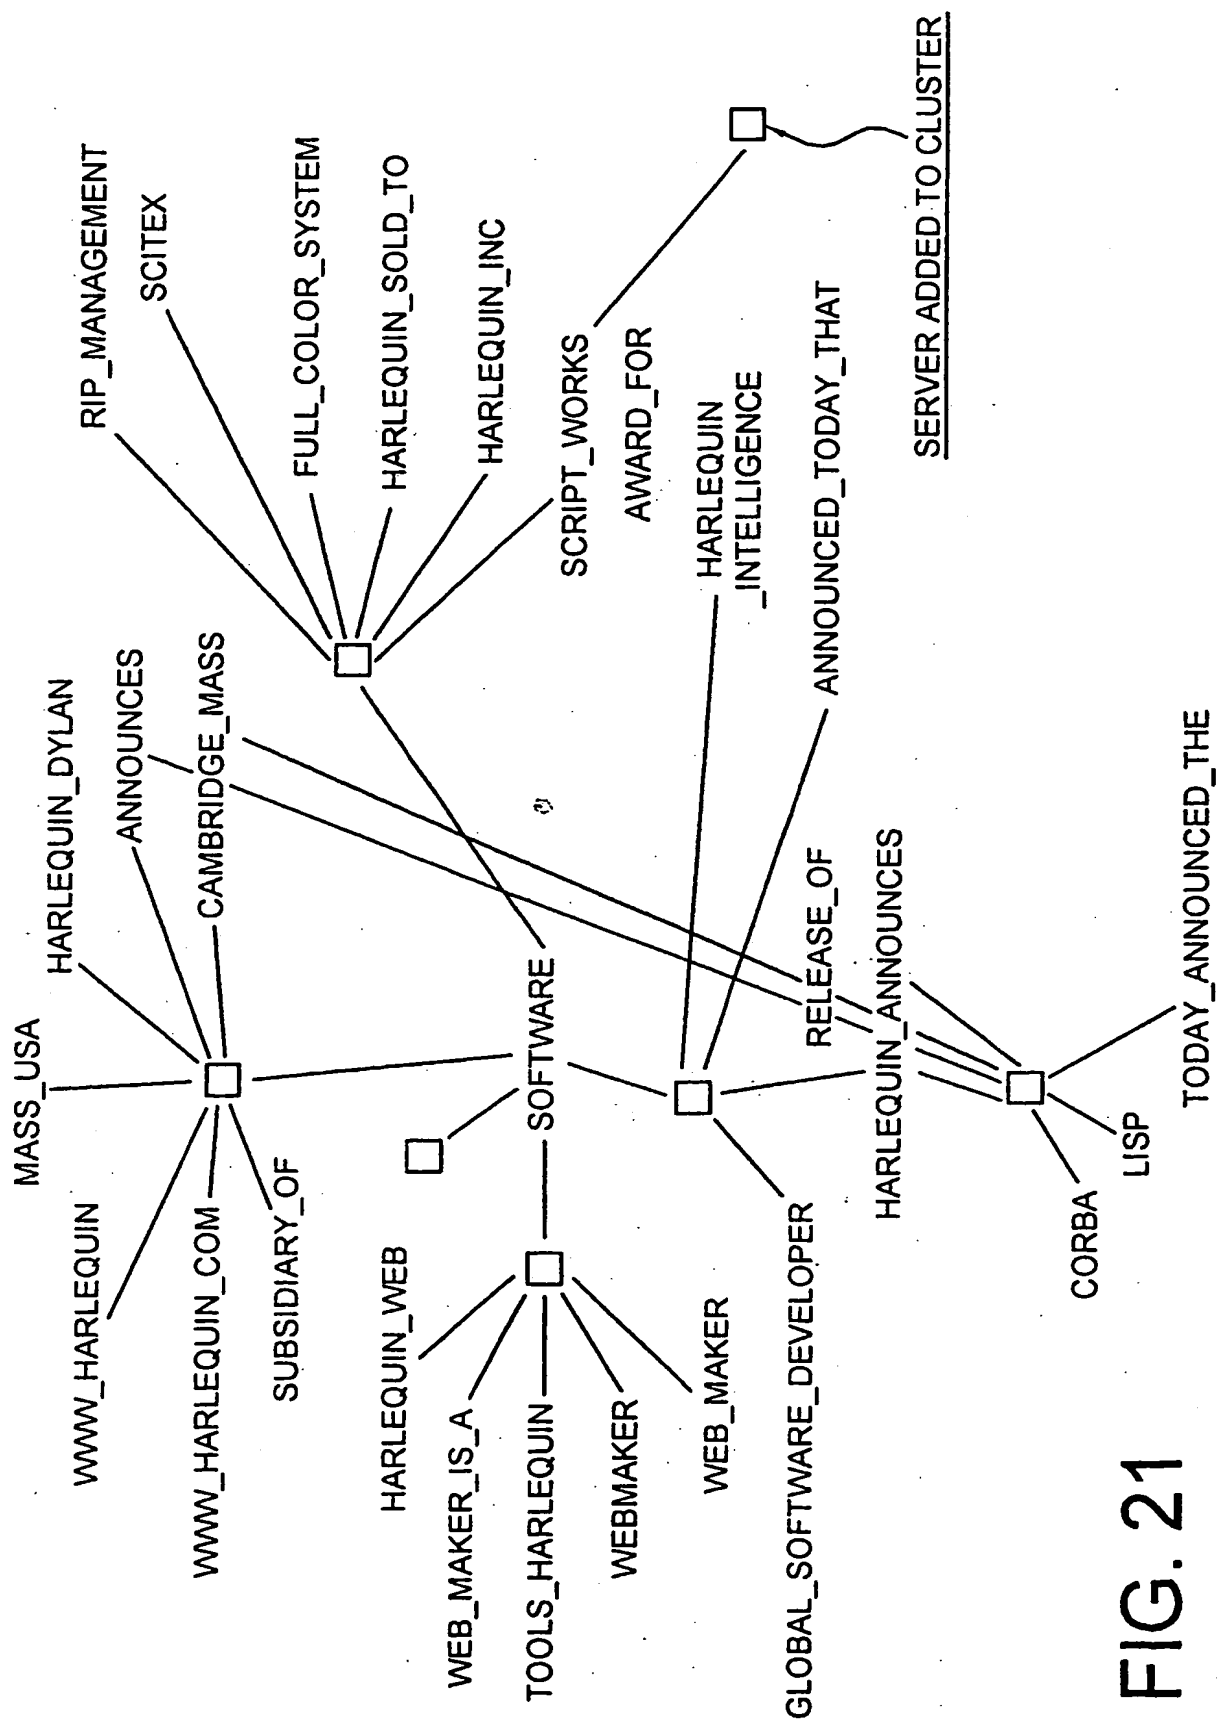 MASS_USA
HARLEQUIN_DYLAN
ANNOUNCES
CAMBRIDGE_MASS
WWW_HARLEQUIN
WWW_HARLEQUIN_COM
SUBSIDIARY_OF
RIP_MANAGEMENT
SCITEX
FULL_COLOR_SYSTEM
HARLEQUIN_SOLD_TO
HARLEQUIN_INC
SCRIPT_WORKS
AWARD_FOR
HARLEQUIN_WEB
WEB_MAKER_IS_A
TOOLS_HARLEQUIN
WEBMAKER
WEB_MAKER
SOFTWARE
HARLEQUIN
_INTELLIGENCE
ANNOUNCED_TODAY_THAT
GLOBAL_SOFTWARE_DEVELOPER
RELEASE_OF
HARLEQUIN_ANNOUNCES
SERVER ADDED TO CLUSTER
CORBA
LISP
TODAY_ANNOUNCED_THE
FIG. 21